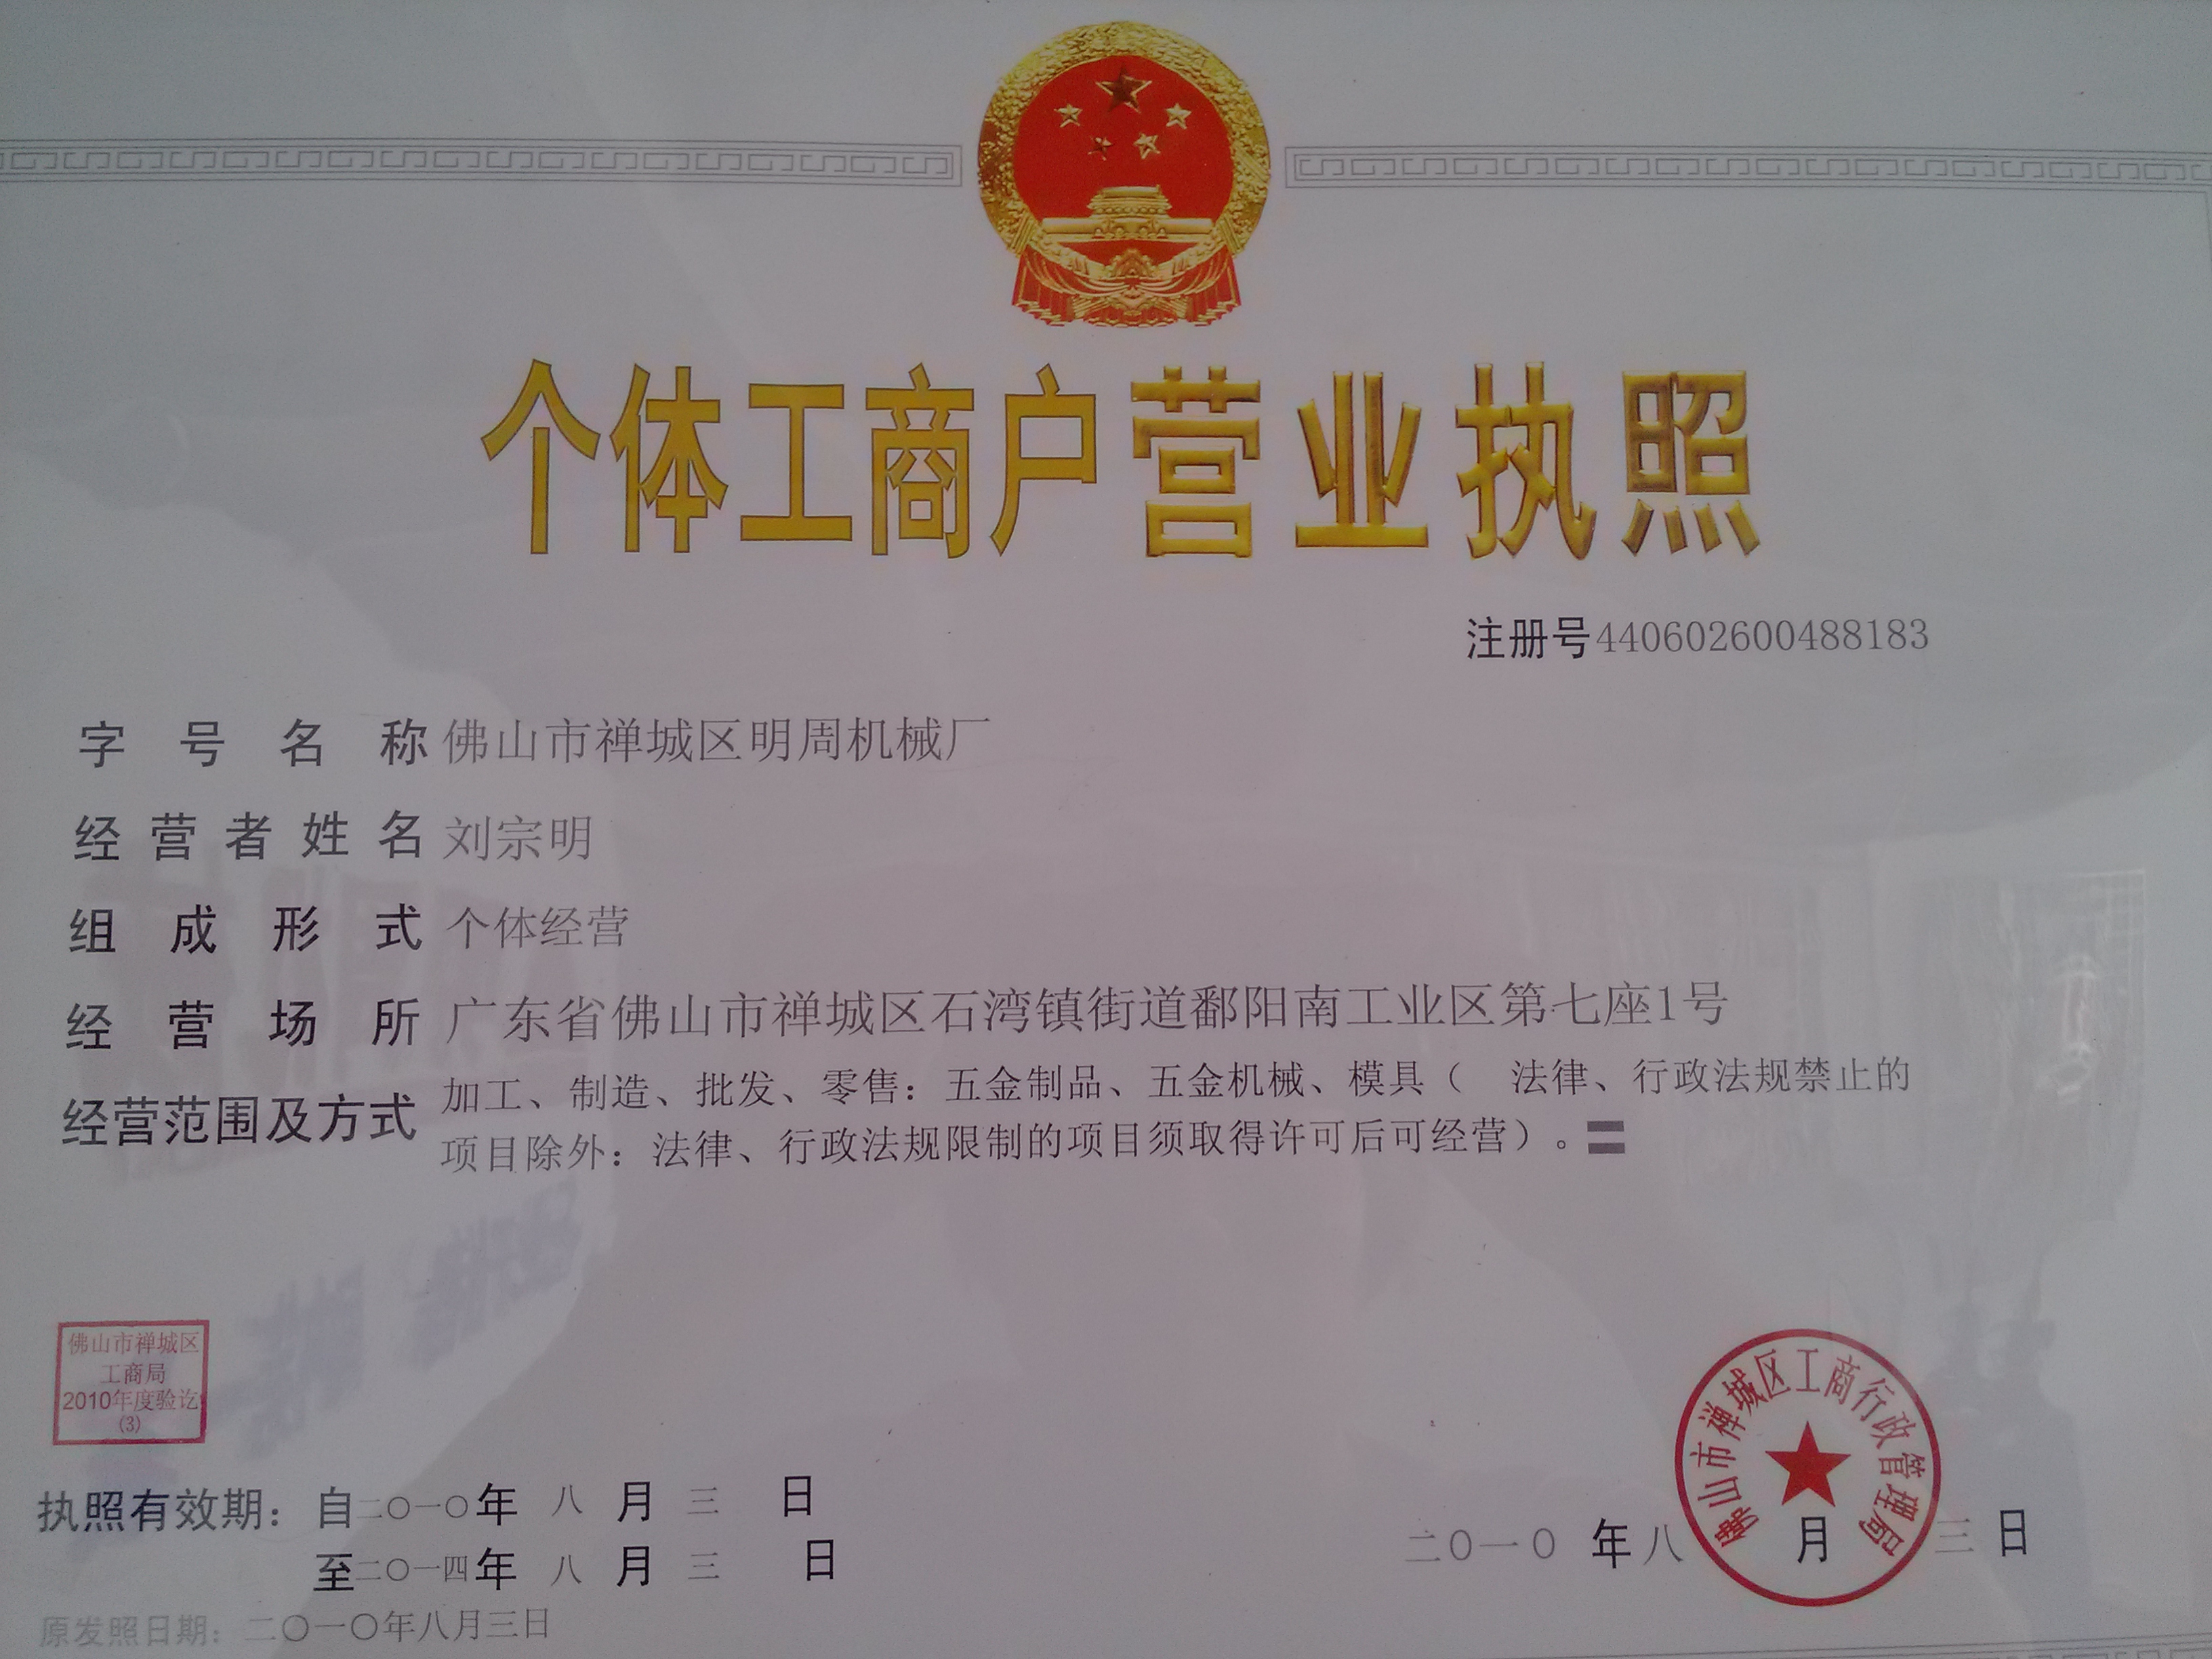 个体工商户营业执照
注册号440602600488183
字号名称 佛山市禅城区明周机械厂
经营者姓名 刘宗明
组成形式 个体经营
经营场所 广东省佛山市禅城区石湾镇街道鄱阳南工业区第七座1号
经营范围及方式 加工、制造、批发、零售：五金制品、五金机械、模具（ 法律、行政法规禁止的
项目除外：法律、行政法规限制的项目须取得许可后可经营）。
佛山市禅城区
工商局
2010年度验讫
(3)
佛山市禅城区工商行政管理局
执照有效期：自二〇一〇年 八 月 三 日
至二〇一四年 八 月 三 日
二〇一〇 年 八 月 三 日
原发照日期：二〇一〇年八月三日